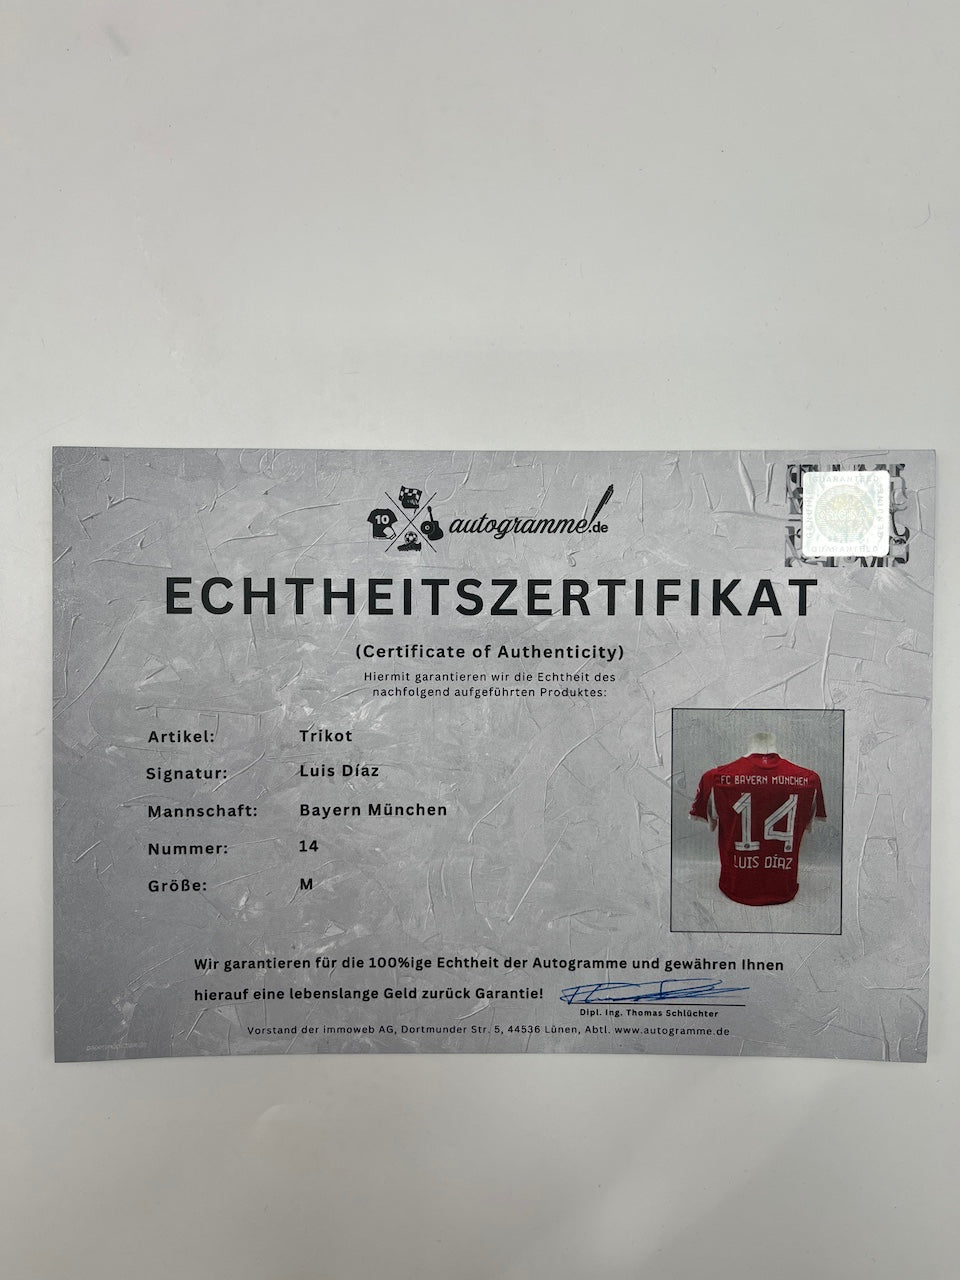 10 autogramme.de
GUARANTEED
GUARANTEED
ECHTHEITSZERTIFIKAT
(Certificate of Authenticity)
Hiermit garantieren wir die Echtheit des
nachfolgend aufgeführten Produktes:
Artikel: Trikot
Signatur: Luis Díaz
Mannschaft: Bayern München
Nummer: 14
Größe: M
FC BAYERN MÜNCHEN
14
LUIS DÍAZ
Wir garantieren für die 100%ige Echtheit der Autogramme und gewähren Ihnen
hierauf eine lebenslange Geld zurück Garantie!
Dipl. Ing. Thomas Schlüchter
Vorstand der immoweb AG, Dortmunder Str. 5, 44536 Lünen, Abtl. www.autogramme.de